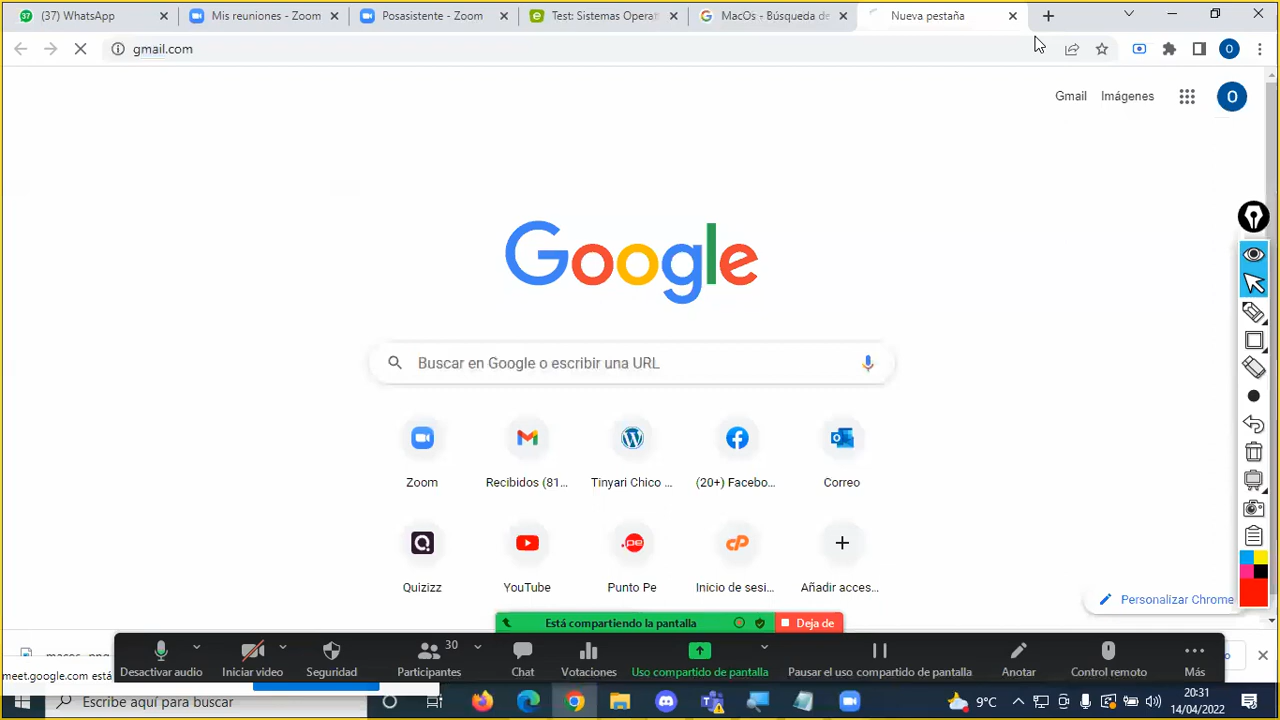 (37) WhatsApp
Mis reuniones - Zoom
Posasistente - Zoom
Test: Sistemas Operati
MacOs - Búsqueda de
Nueva pestaña
gmail.com
Gmail
Imágenes
O
O
Google
Buscar en Google o escribir una URL
Zoom
Recibidos (81...
Tinyari Chico ...
(20+) Facebo...
Correo
Quizizz
YouTube
Punto Pe
Inicio de sesi...
Añadir acces...
Personalizar Chrome
Está compartiendo la pantalla
Deja de
30
Desactivar audio
Iniciar video
Seguridad
Participantes
Chat
Votaciones
Uso compartido de pantalla
Pausar el uso compartido de pantalla
Anotar
Control remoto
Más
meet.google.com está
Escribe aquí para buscar
9°C
20:31
14/04/2022